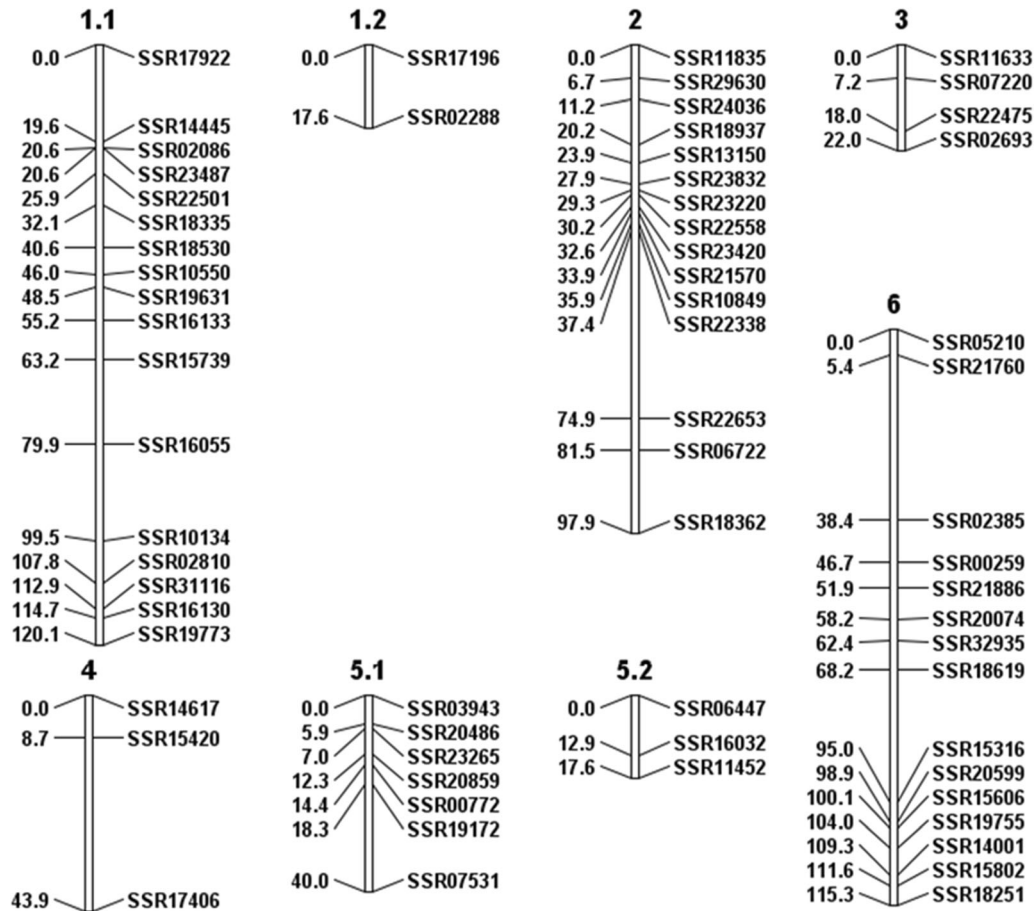 1.1
0.0 SSR17922
19.6 SSR14445
20.6 SSR02086
20.6 SSR23487
25.9 SSR22501
32.1 SSR18335
40.6 SSR18530
46.0 SSR10550
48.5 SSR19631
55.2 SSR16133
63.2 SSR15739
79.9 SSR16055
99.5 SSR10134
107.8 SSR02810
112.9 SSR31116
114.7 SSR16130
120.1 SSR19773
1.2
0.0 SSR17196
17.6 SSR02288
2
0.0 SSR11835
6.7 SSR29630
11.2 SSR24036
20.2 SSR18937
23.9 SSR13150
27.9 SSR23832
29.3 SSR23220
30.2 SSR22558
32.6 SSR23420
33.9 SSR21570
35.9 SSR10849
37.4 SSR22338
74.9 SSR22653
81.5 SSR06722
97.9 SSR18362
3
0.0 SSR11633
7.2 SSR07220
18.0 SSR22475
22.0 SSR02693
4
0.0 SSR14617
8.7 SSR15420
43.9 SSR17406
5.1
0.0 SSR03943
5.9 SSR20486
7.0 SSR23265
12.3 SSR20859
14.4 SSR00772
18.3 SSR19172
40.0 SSR07531
5.2
0.0 SSR06447
12.9 SSR16032
17.6 SSR11452
6
0.0 SSR05210
5.4 SSR21760
38.4 SSR02385
46.7 SSR00259
51.9 SSR21886
58.2 SSR20074
62.4 SSR32935
68.2 SSR18619
95.0 SSR15316
98.9 SSR20599
100.1 SSR15606
104.0 SSR19755
109.3 SSR14001
111.6 SSR15802
115.3 SSR18251